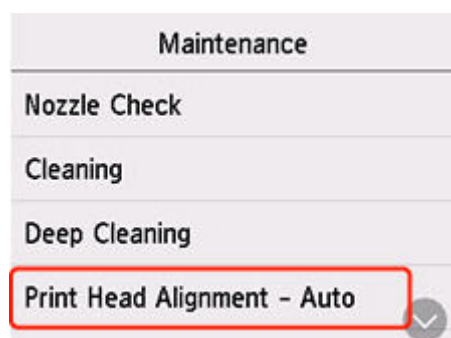 Maintenance
Nozzle Check
Cleaning
Deep Cleaning
Print Head Alignment - Auto